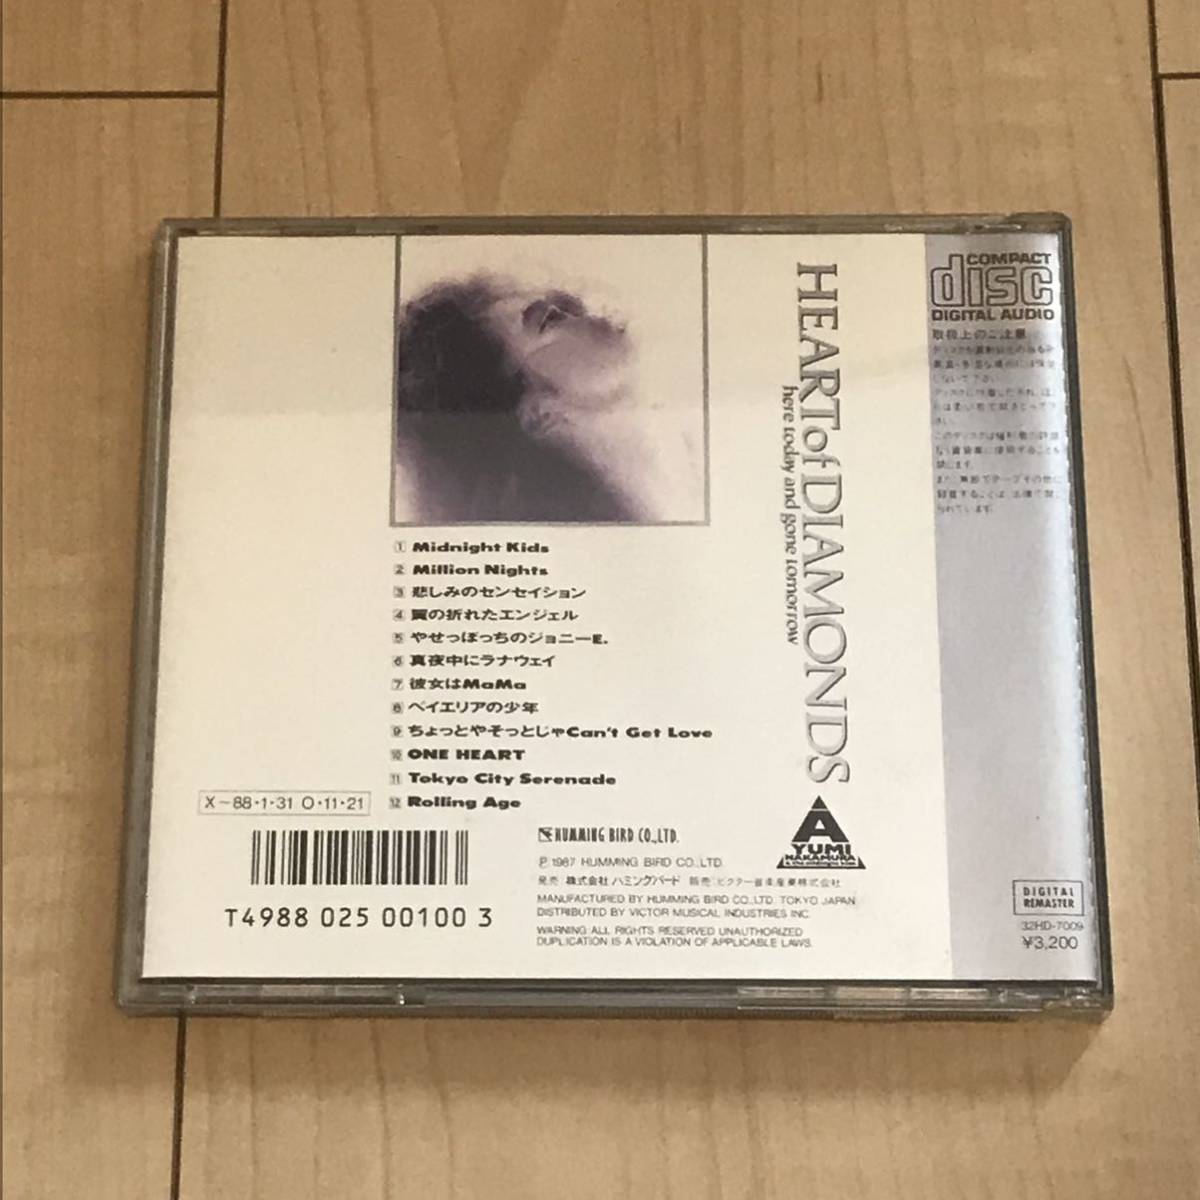 HEART of DIAMONDS
here today and gone tomorrow
COMPACT
disc
DIGITAL AUDIO
取扱上のご注意
1 Midnight Kids
2 Million Nights
3 悲しみのセンセイション
4 翼の折れたエンジェル
5 やせっぽっちのジョニーE.
6 真夜中にラナウェイ
7 彼女はMaMa
8 ベイエリアの少年
9 ちょっとやそっとじゃCan't Get Love
10 ONE HEART
11 Tokyo City Serenade
12 Rolling Age
X-88・1・31 O・11・21
T4988 025 00100 3
HUMMING BIRD CO.,LTD.
Ⓟ1987 HUMMING BIRD CO.,LTD.
発売:株式会社ハミングバード 販売:ビクター音楽産業株式会社
MANUFACTURED BY HUMMING BIRD CO.,LTD. TOKYO JAPAN
DISTRIBUTED BY VICTOR MUSICAL INDUSTRIES INC.
WARNING: ALL RIGHTS RESERVED UNAUTHORIZED
DUPLICATION IS A VIOLATION OF APPLICABLE LAWS.
A
YUMI
NAKAMURA
DIGITAL
REMASTER
32HD-7009
¥3,200